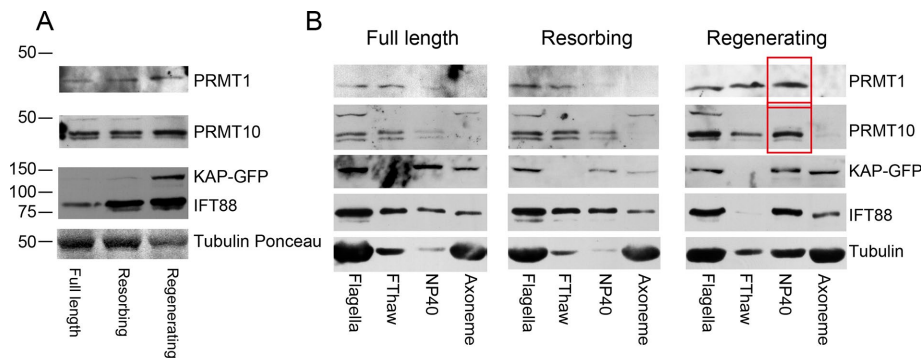 A
50
PRMT1
50
PRMT10
150
100
75
KAP-GFP
IFT88
50
Tubulin Ponceau
Full length
Resorbing
Regenerating
B
Full length
Resorbing
Regenerating
PRMT1
PRMT10
KAP-GFP
IFT88
Tubulin
Flagella
FThaw
NP40
Axoneme
Flagella
FThaw
NP40
Axoneme
Flagella
FThaw
NP40
Axoneme